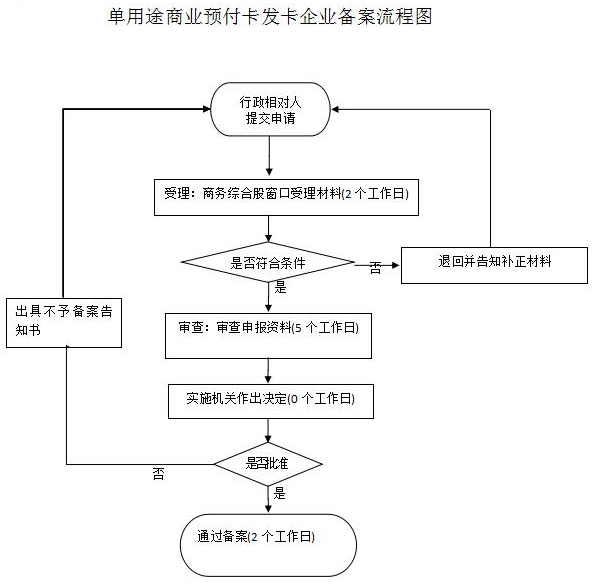 单用途商业预付卡发卡企业备案流程图
行政相对人
提交申请
受理：商务综合股窗口受理材料(2个工作日)
是否符合条件
否
退回并告知补正材料
是
出具不予备案告
知书
审查：审查申报资料(5个工作日)
实施机关作出决定(0个工作日)
是否批准
否
是
通过备案(2个工作日)